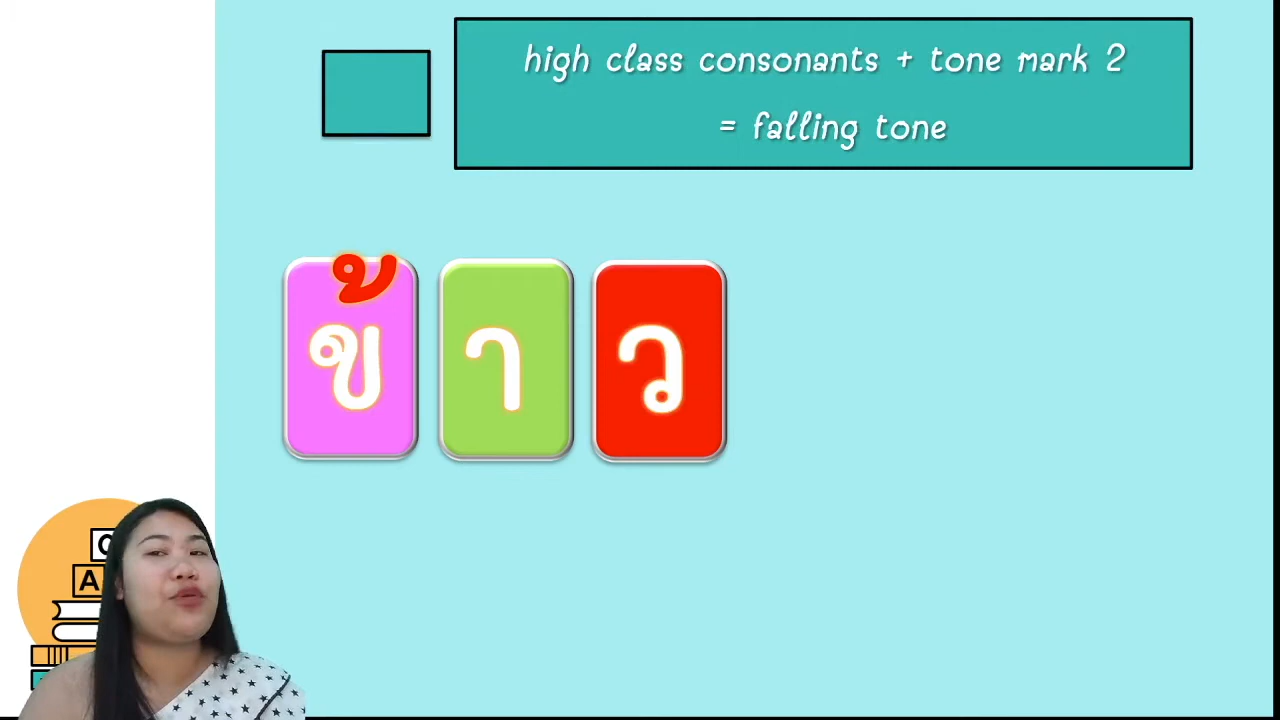 high class consonants + tone mark 2
= falling tone
ข้าว
A